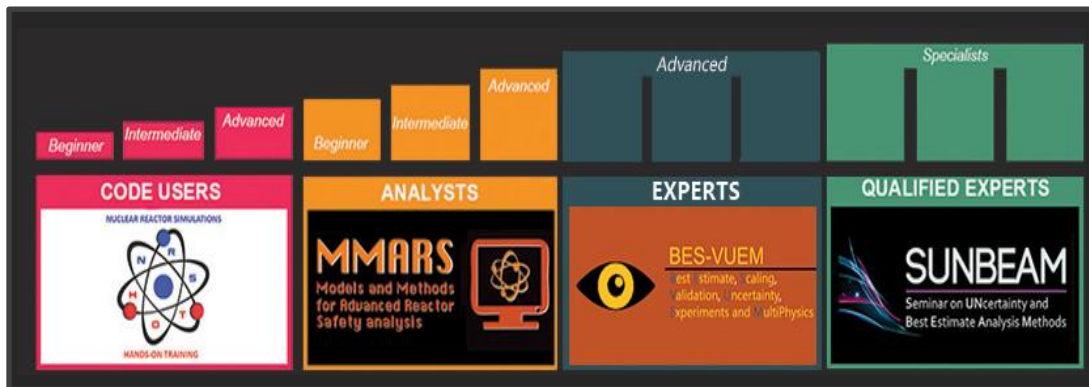 Beginner
Intermediate
Advanced
Beginner
Intermediate
Advanced
Advanced
Specialists
CODE USERS
NUCLEAR REACTOR SIMULATIONS
N R S
H O T
HANDS-ON TRAINING
ANALYSTS
MMARS
Models and Methods
for Advanced Reactor
Safety analysis
EXPERTS
BES-VUEM
Best Estimate, Scaling,
Validation, Uncertainty,
Experiments and MultiPhysics
QUALIFIED EXPERTS
SUNBEAM
Seminar on UNcertainty and
Best Estimate Analysis Methods